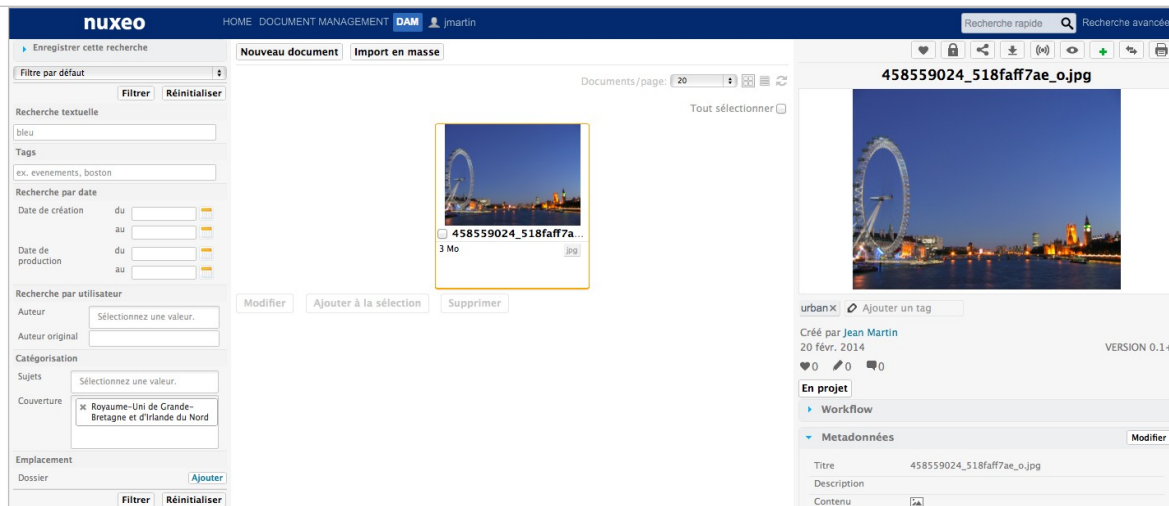 nuxeo
HOME DOCUMENT MANAGEMENT DAM jmartin
Recherche rapide Recherche avancée
Enregistrer cette recherche
Filtre par défaut
Filtrer Réinitialiser
Recherche textuelle
bleu
Tags
ex. evenements, boston
Recherche par date
Date de création du
au
Date de
production
du
au
Recherche par utilisateur
Auteur Sélectionnez une valeur.
Auteur original
Catégorisation
Sujets Sélectionnez une valeur.
Couverture
× Royaume-Uni de Grande-
Bretagne et d'Irlande du Nord
Emplacement
Dossier Ajouter
Filtrer Réinitialiser
Nouveau document Import en masse
Documents/page: 20
Tout sélectionner
458559024_518faff7a...
3 Mo jpg
Modifier Ajouter à la sélection Supprimer
458559024_518faff7ae_o.jpg
urban× Ajouter un tag
Créé par Jean Martin
20 févr. 2014 VERSION 0.1+
0 0 0
En projet
Workflow
Metadonnées Modifier
Titre 458559024_518faff7ae_o.jpg
Description
Contenu